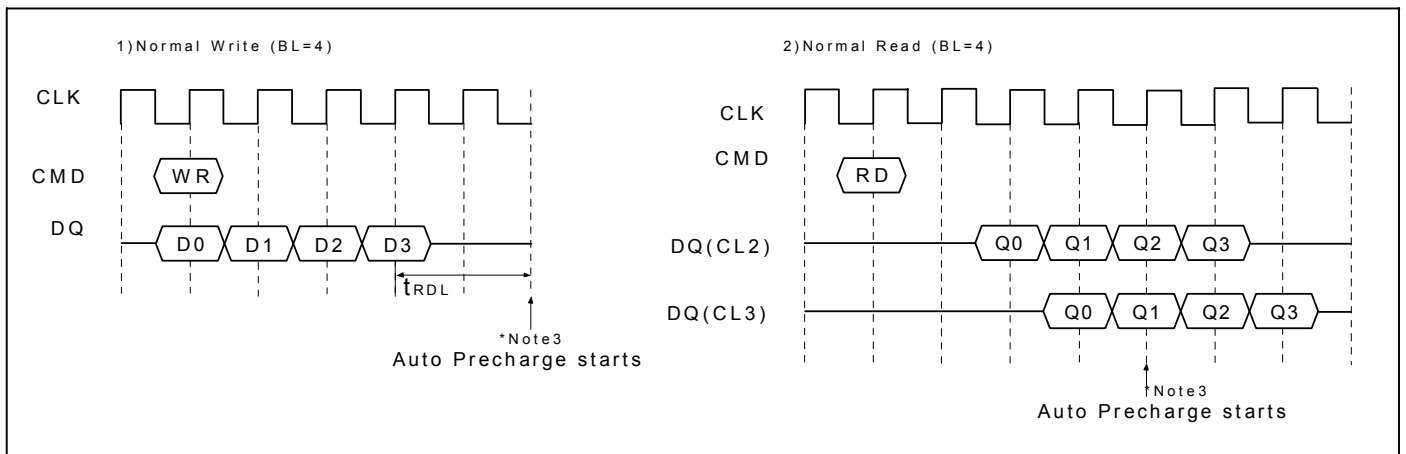 1)Normal Write (BL=4)
CLK
CMD
WR
DQ
D0 D1 D2 D3
tRDL
*Note3
Auto Precharge starts
2)Normal Read (BL=4)
CLK
CMD
RD
DQ(CL2)
Q0 Q1 Q2 Q3
DQ(CL3)
Q0 Q1 Q2 Q3
*Note3
Auto Precharge starts